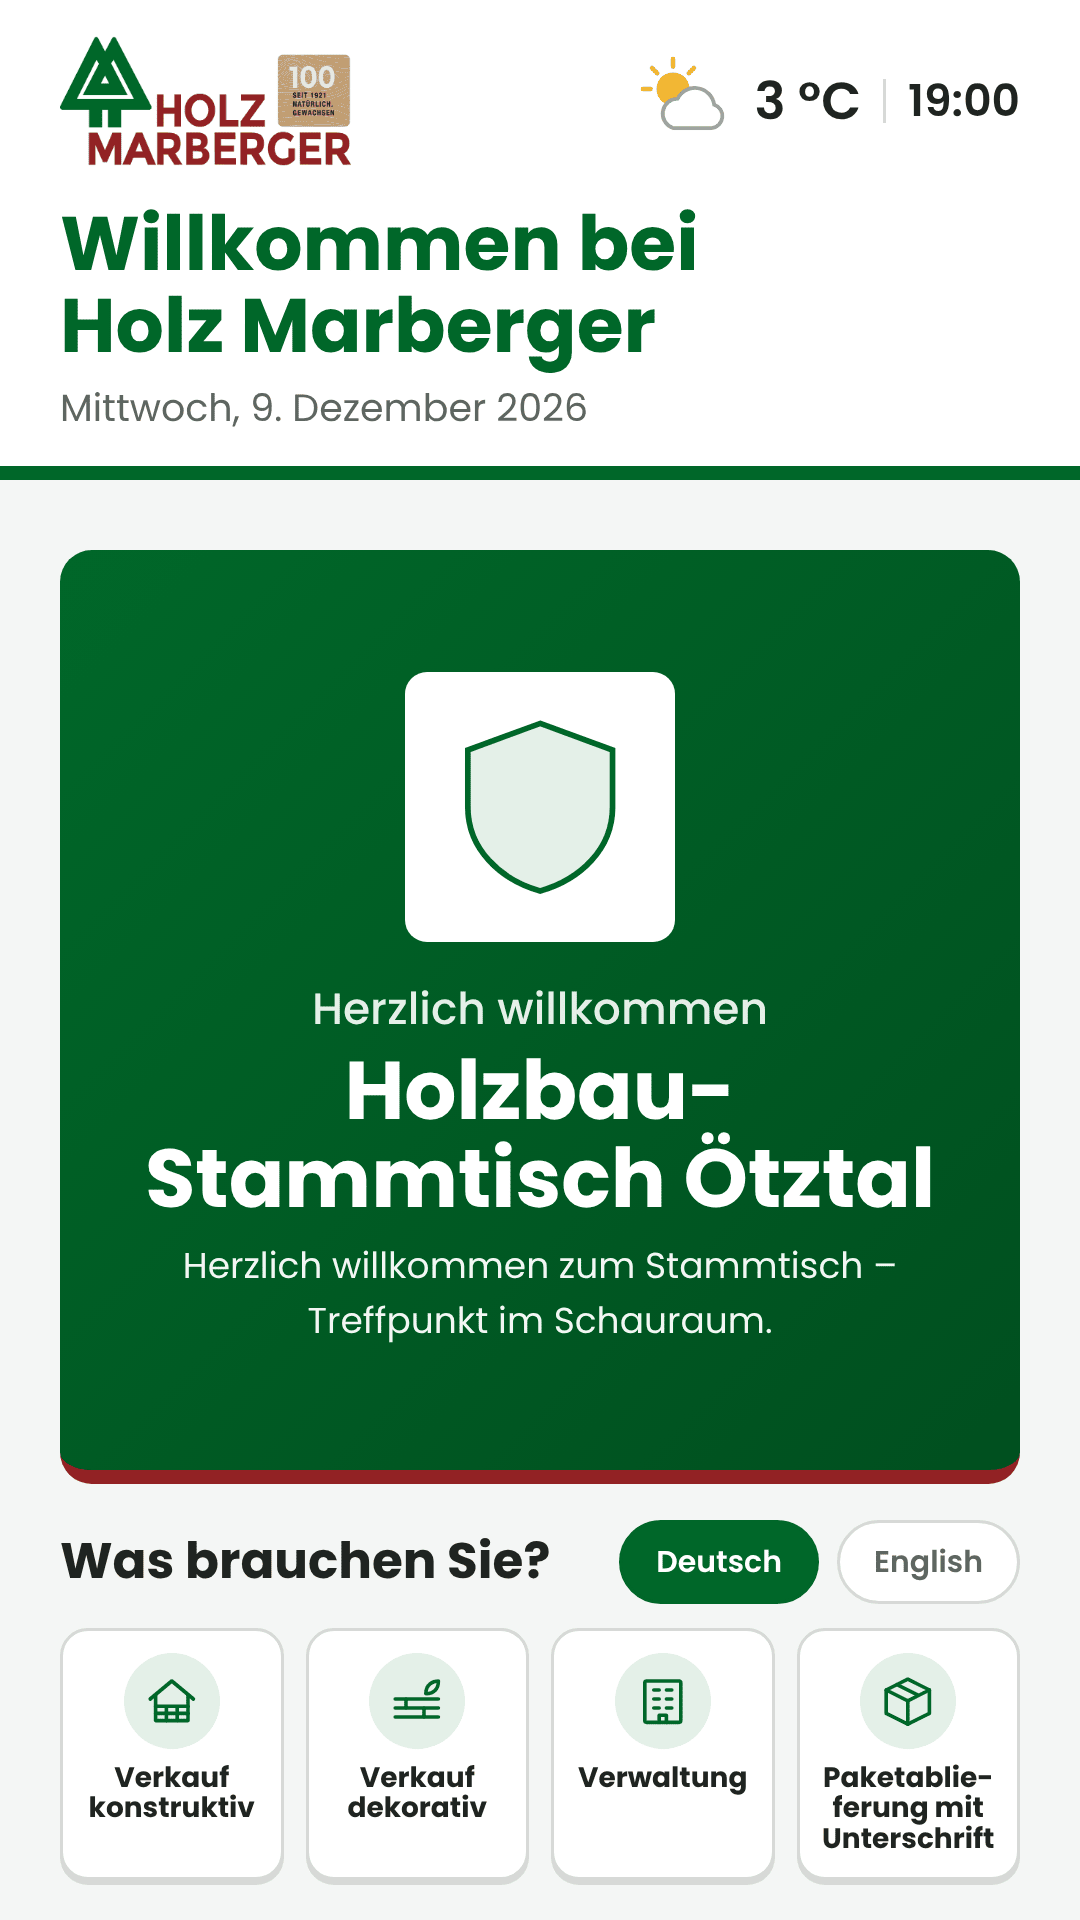 HOLZ
MARBERGER
100
SEIT 1921
NATÜRLICH.
GEWACHSEN
3 °C
19:00
Willkommen bei
Holz Marberger
Mittwoch, 9. Dezember 2026
Herzlich willkommen
Holzbau-
Stammtisch Ötztal
Herzlich willkommen zum Stammtisch –
Treffpunkt im Schauraum.
Was brauchen Sie?
Deutsch
English
Verkauf
konstruktiv
Verkauf
dekorativ
Verwaltung
Paketablie-
ferung mit
Unterschrift